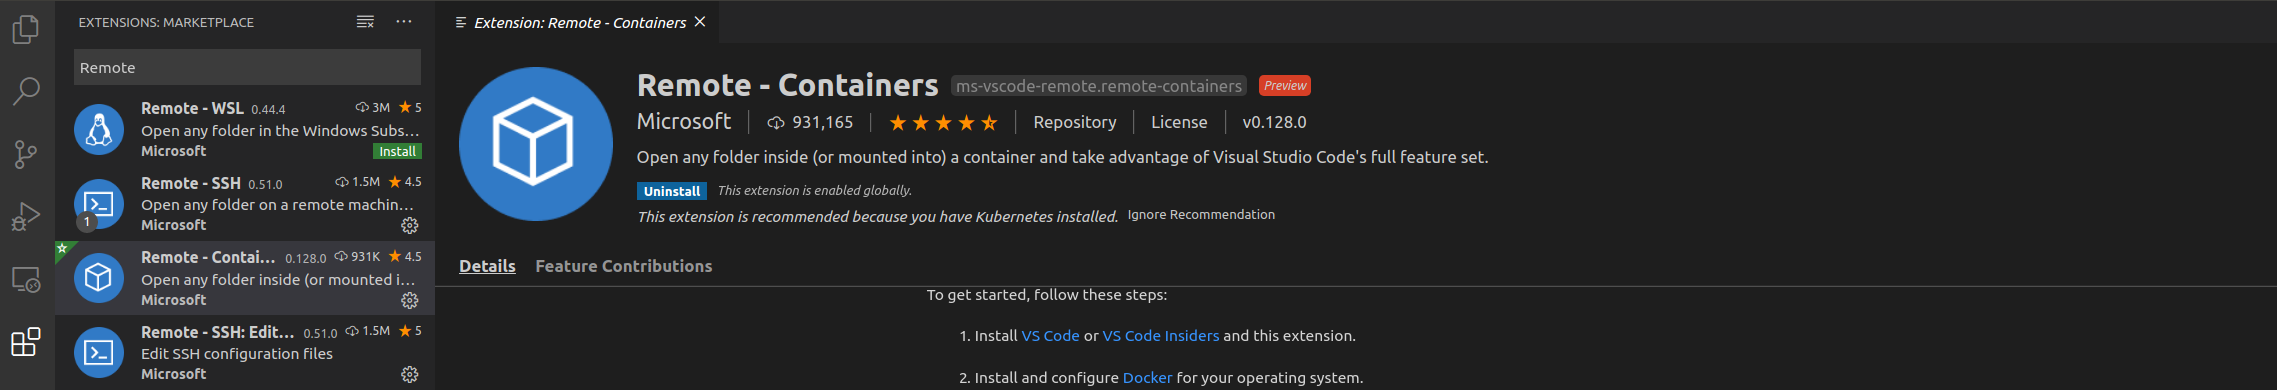 EXTENSIONS: MARKETPLACE
Remote
Remote - WSL 0.44.4 3M 5
Open any folder in the Windows Subs...
Microsoft Install
Remote - SSH 0.51.0 1.5M 4.5
Open any folder on a remote machin...
1
Microsoft
Remote - Contai... 0.128.0 931K 4.5
Open any folder inside (or mounted i...
Microsoft
Remote - SSH: Edit... 0.51.0 1.5M 5
Edit SSH configuration files
Microsoft
Extension: Remote - Containers
Remote - Containers ms-vscode-remote.remote-containers Preview
Microsoft 931,165 Repository License v0.128.0
Open any folder inside (or mounted into) a container and take advantage of Visual Studio Code's full feature set.
Uninstall This extension is enabled globally.
This extension is recommended because you have Kubernetes installed. Ignore Recommendation
Details Feature Contributions
To get started, follow these steps:
1. Install VS Code or VS Code Insiders and this extension.
2. Install and configure Docker for your operating system.